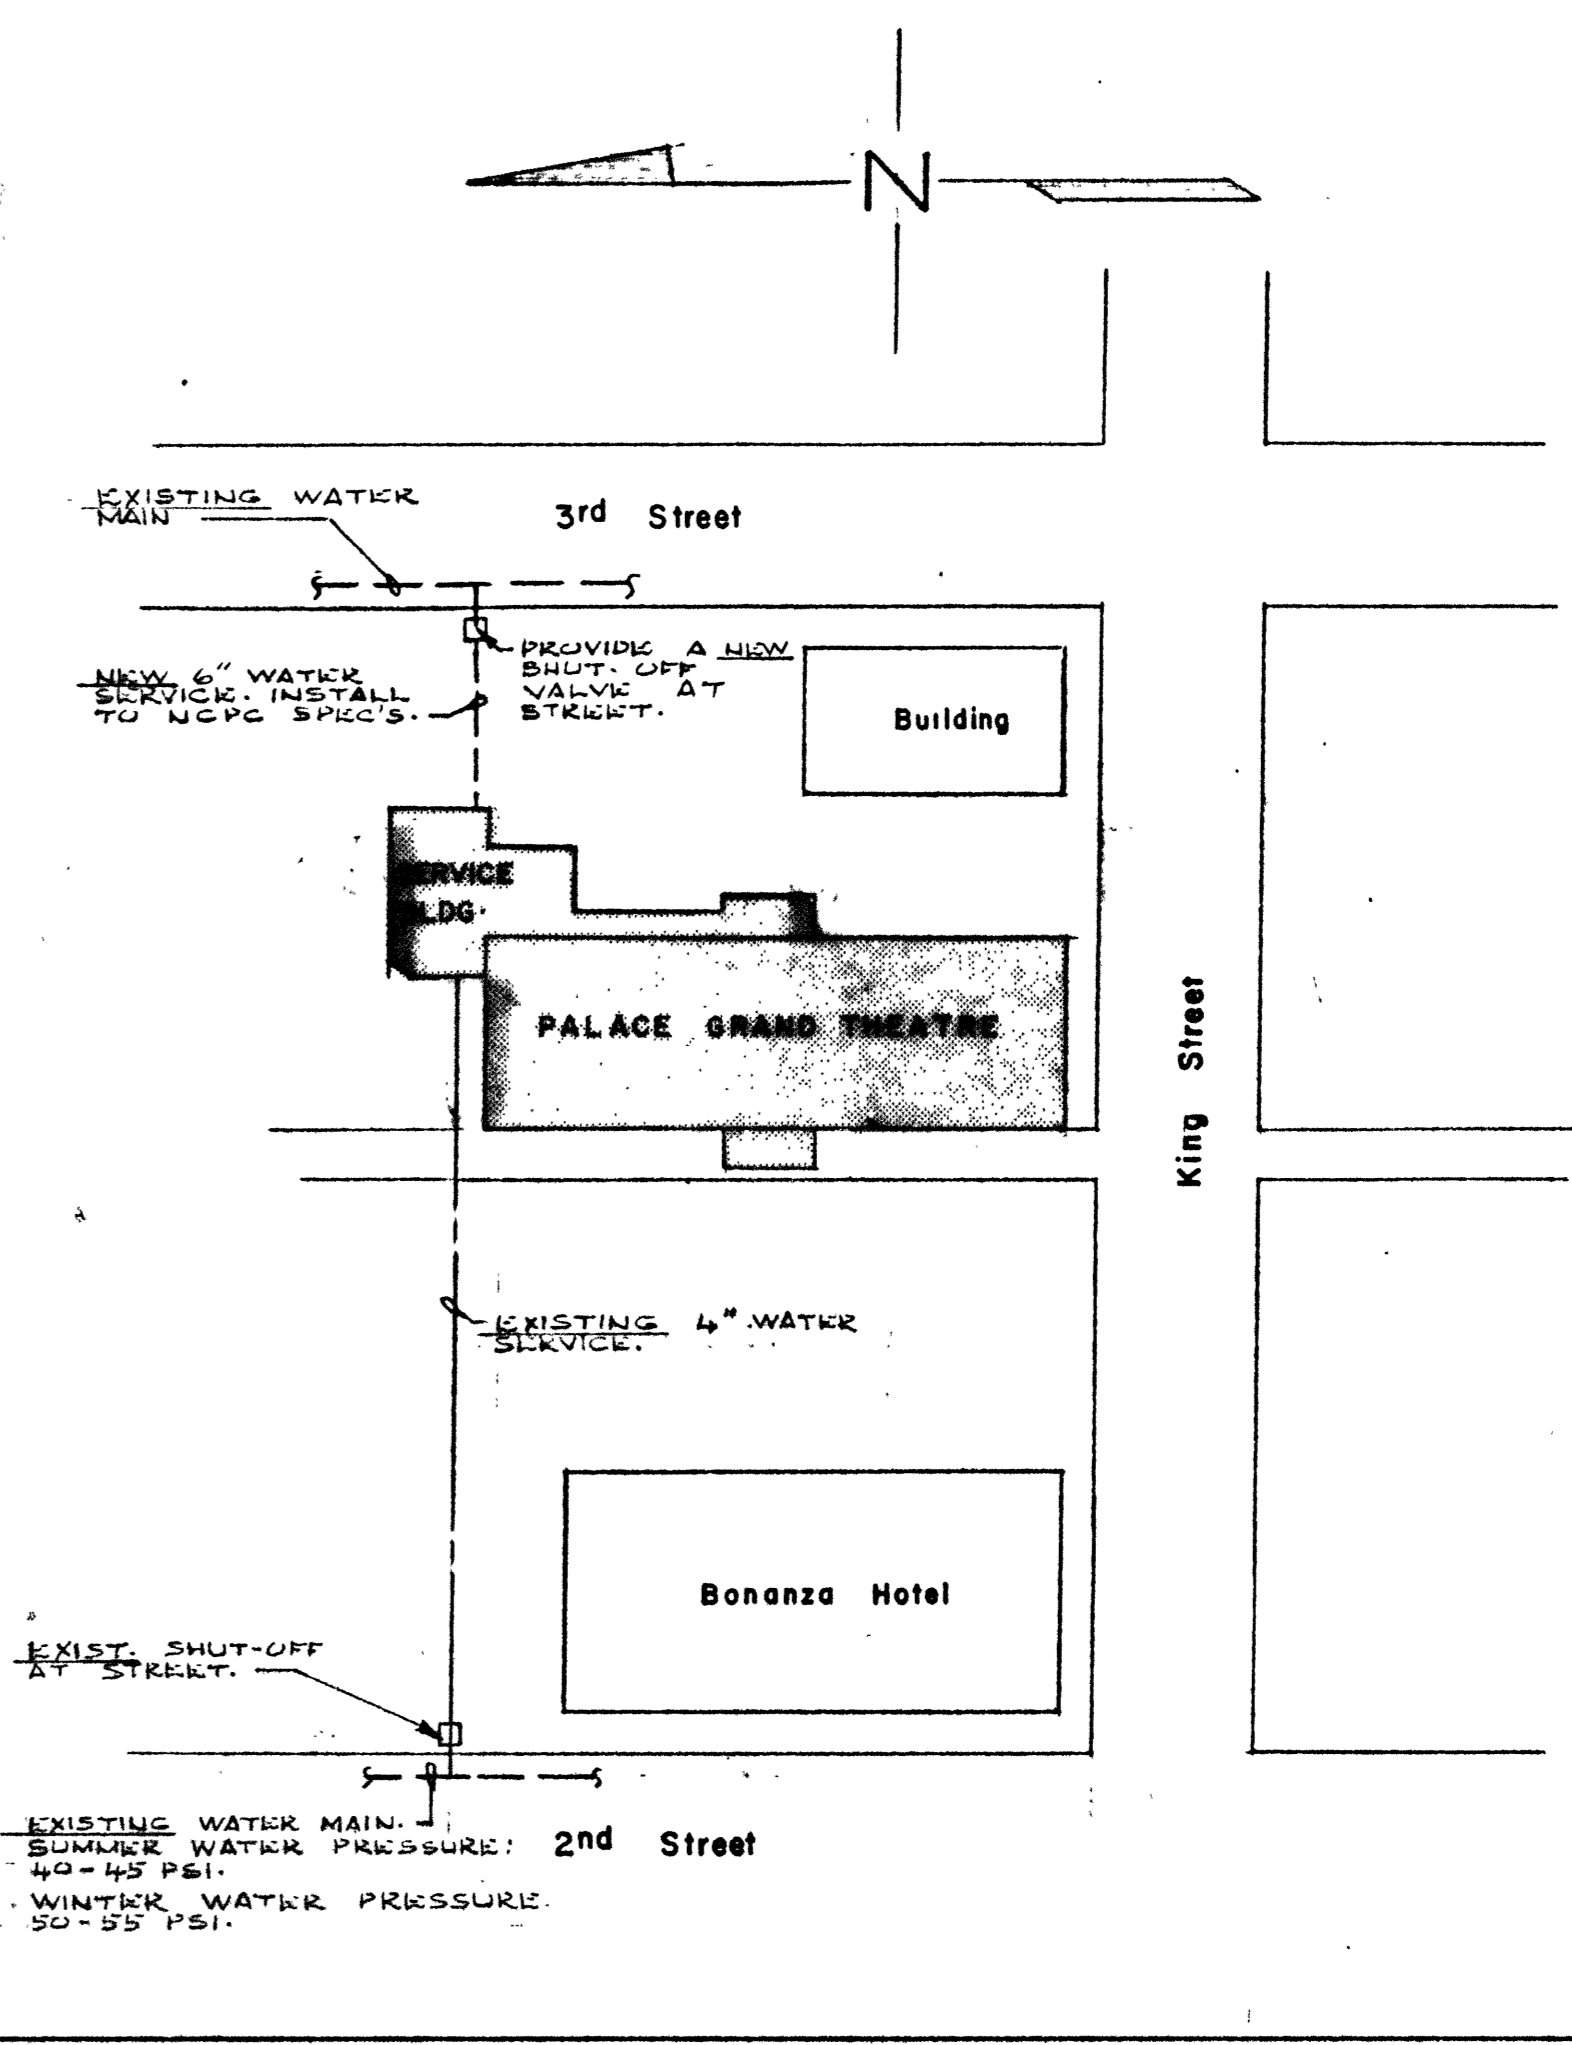 N
EXISTING WATER
MAIN
3rd Street
PROVIDE A NEW
SHUT-OFF
VALVE AT
STREET.
NEW 6" WATER
SERVICE. INSTALL
TO NCPC SPEC'S.
Building
SERVICE
BLDG.
PALACE GRAND THEATRE
King Street
EXISTING 4" WATER
SERVICE.
Bonanza Hotel
EXIST. SHUT-OFF
AT STREET.
EXISTING WATER MAIN.
SUMMER WATER PRESSURE:
40-45 PSI.
WINTER WATER PRESSURE.
50-55 PSI.
2nd Street